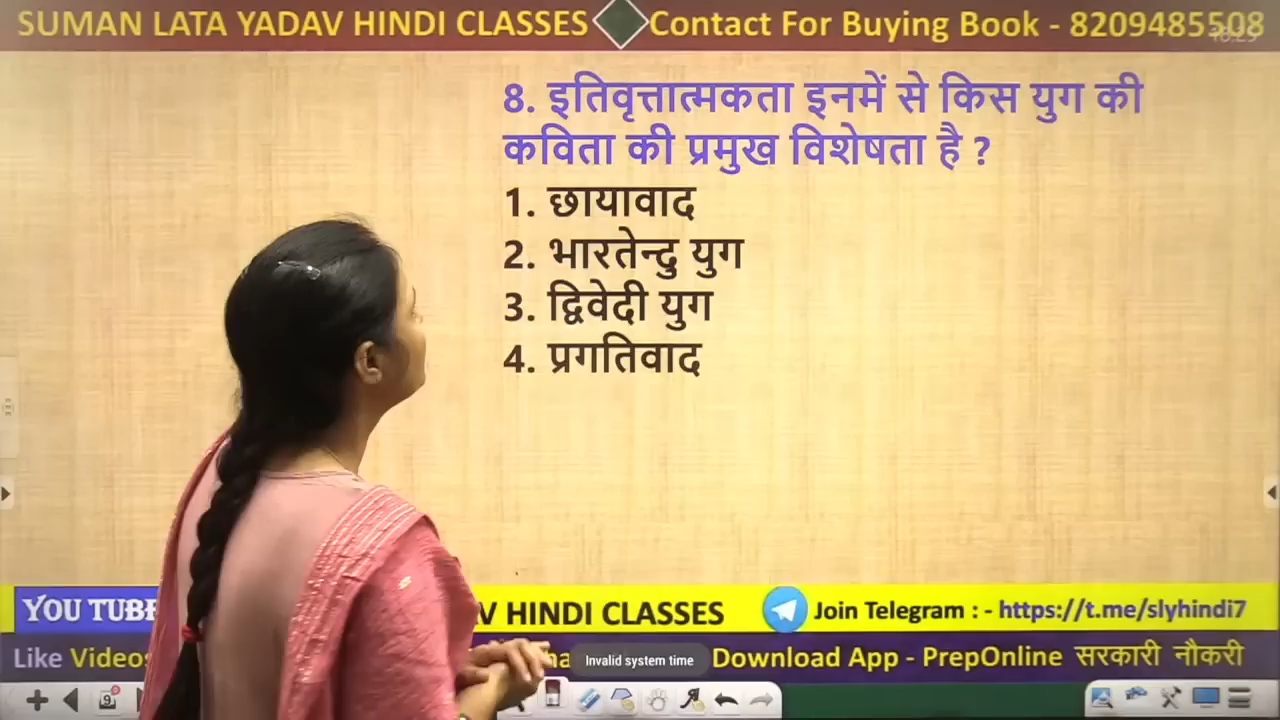 SUMAN LATA YADAV HINDI CLASSES Contact For Buying Book - 8209485508
8. इतिवृत्तात्मकता इनमें से किस युग की
कविता की प्रमुख विशेषता है ?
1. छायावाद
2. भारतेन्दु युग
3. द्विवेदी युग
4. प्रगतिवाद
YOU TUBE HINDI CLASSES Join Telegram : - https://t.me/slyhindi7
Like Invalid system time Download App - PrepOnline सरकारी नौकरी
9